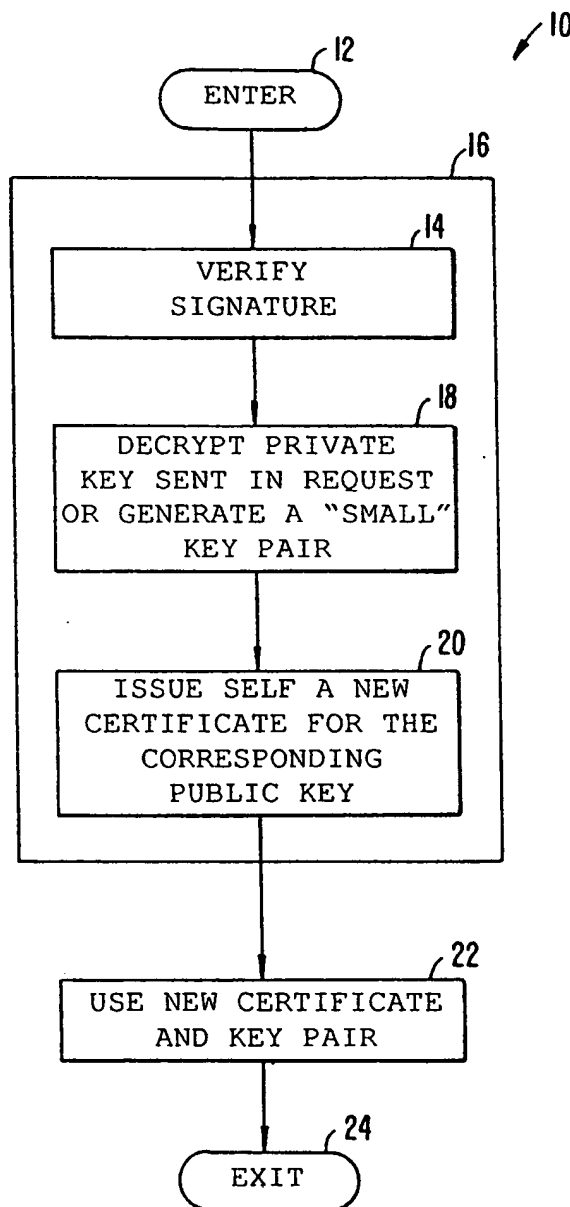 10
12
ENTER
16
14
VERIFY
SIGNATURE
18
DECRYPT PRIVATE
KEY SENT IN REQUEST
OR GENERATE A “SMALL”
KEY PAIR
20
ISSUE SELF A NEW
CERTIFICATE FOR THE
CORRESPONDING
PUBLIC KEY
22
USE NEW CERTIFICATE
AND KEY PAIR
24
EXIT